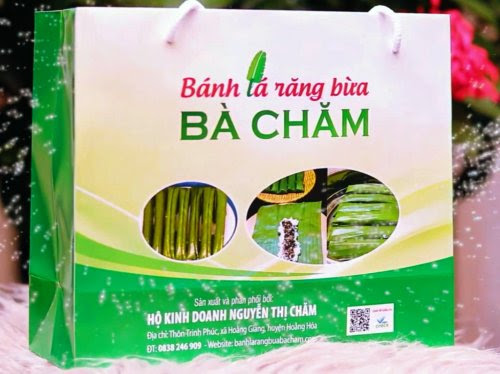 Bánh lá răng bừa
BÀ CHĂM
Sản xuất và phân phối bởi:
HỘ KINH DOANH NGUYỄN THỊ CHĂM
Địa chỉ: Thôn Trinh Phúc, xã Hoằng Giang, huyện Hoằng Hóa
ĐT: 0838 246 909 - Website: banhlarangbuabacham.com